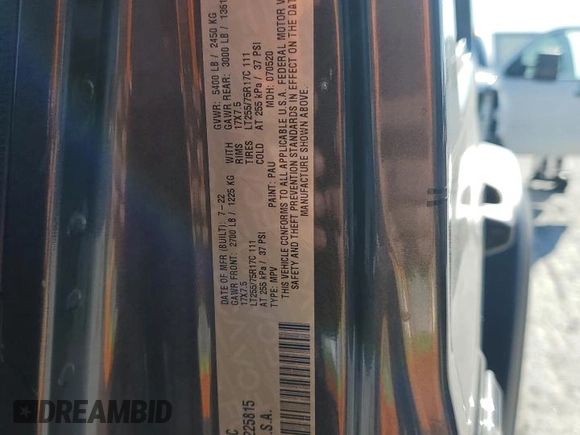 DATE OF MFR (BUILT) 7-22 GVWR: 5400 LB / 2450 KG
GAWR FRONT: 2700 LB / 1225 KG WITH GAWR REAR: 3000 LB / 1361
17X7.5 RIMS 17X7.5
LT255/75R17C 111 TIRES LT255/75R17C 111
AT 255 kPa / 37 PSI COLD AT 255 kPa / 37 PSI
TYPE: MPV PAINT: PAU MDH: 070520
THIS VEHICLE CONFORMS TO ALL APPLICABLE U.S.A. FEDERAL MOTOR V
SAFETY AND THEFT PREVENTION STANDARDS IN EFFECT ON THE DAT
MANUFACTURE SHOWN ABOVE.
225815
.S.A.
DREAMBID